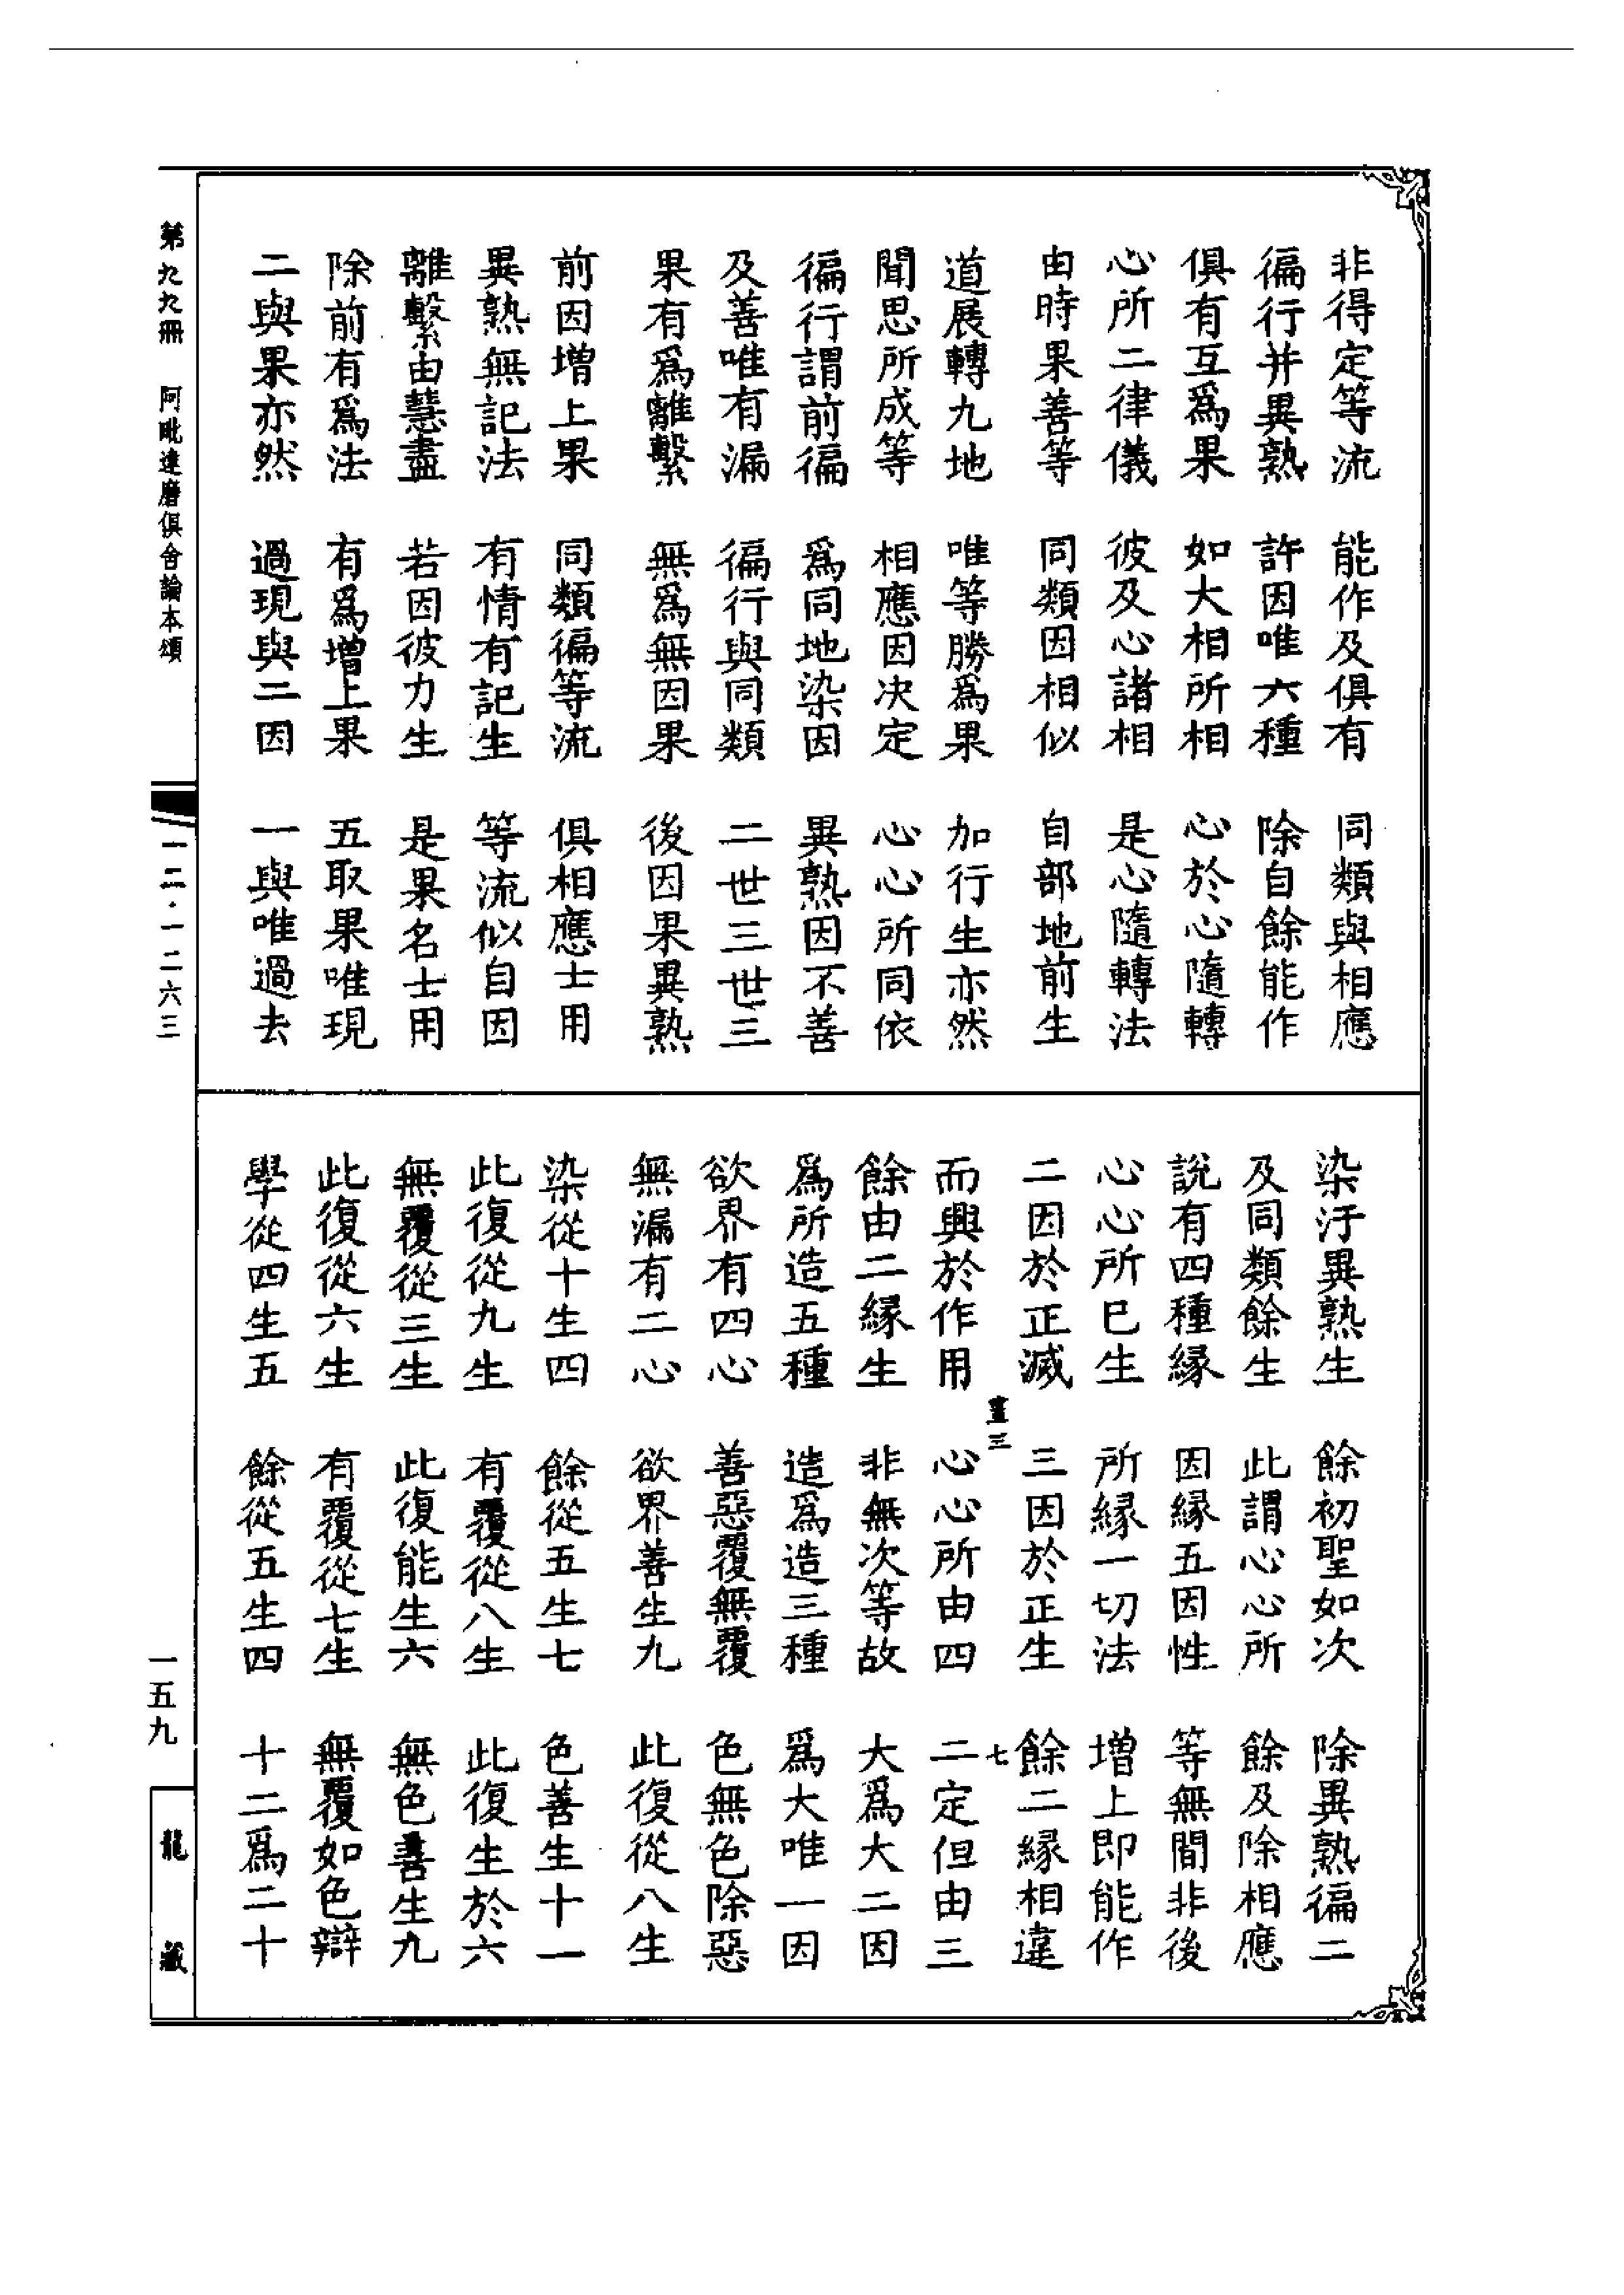 非得定等流　能作及俱有　同類與相應
徧行并異熟　許因唯六種　除自餘能作
俱有互爲果　如大相所相　心於心隨轉
心所二律儀　彼及心諸相　是心隨轉法
由時果善等　同類因相似　自部地前生
道展轉九地　唯等勝爲果　加行生亦然
聞思所成等　相應因决定　心心所同依
徧行謂前徧　爲同地染因　異熟因不善
及善唯有漏　徧行與同類　二世三世三
果有爲離繫　無爲無因果　後因果異熟
前因增上果　同類徧等流　俱相應士用
異熟無記法　有情有記生　等流似自因
離繫由慧盡　若因彼力生　是果名士用
除前有爲法　有爲增上果　五取果唯現
二與果亦然　過現與二因　一與唯過去
染汙異熟生　餘初聖如次　除異熟徧二
及同類餘生　此謂心心所　餘及除相應
說有四種緣　因緣五因性　等無間非後
心心所巳生　所緣一切法　增上即能作
二因於正滅　三因於正生　餘二緣相違
畫三　七
而興於作用　心心所由四　二定但由三
餘由二緣生　非無次等故　大爲大二因
爲所造五種　造爲造三種　爲大唯一因
欲界有四心　善惡覆無覆　色無色除惡
無漏有二心　欲界善生九　此復從八生
染從十生四　餘從五生七　色善生十一
此復從九生　有覆從八生　此復生於六
無覆從三生　此復能生六　無色善生九
此復從六生　有覆從七生　無覆如色辯
學從四生五　餘從五生四　十二爲二十
第九九冊　阿毗達磨俱舍論本頌
一二·一二六三
一五九
龍藏